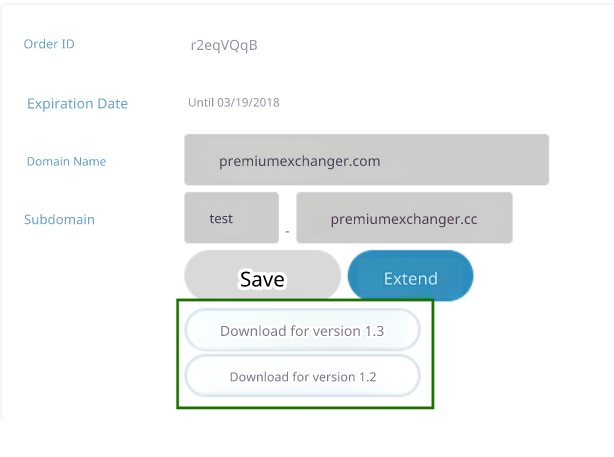 Order ID r2eqVQqB
Expiration Date Until 03/19/2018
Domain Name premiumexchanger.com
Subdomain test - premiumexchanger.cc
Save Extend
Download for version 1.3
Download for version 1.2